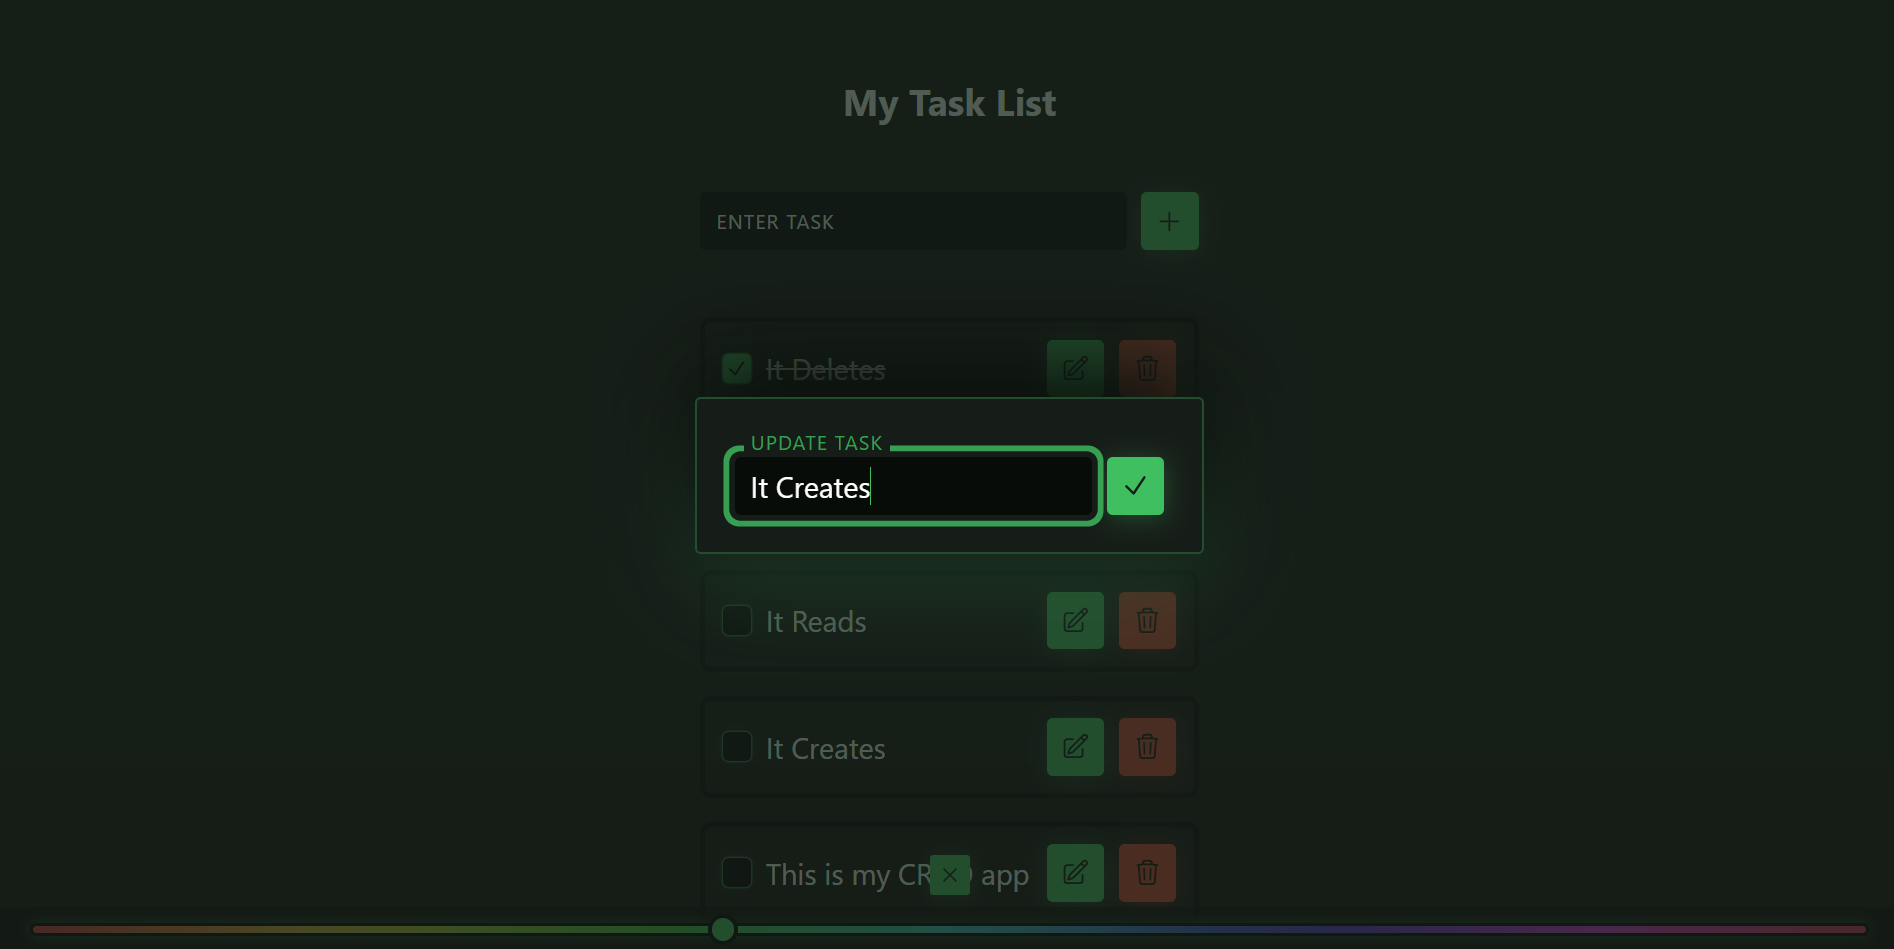 My Task List
ENTER TASK
It Deletes
UPDATE TASK
It Creates
It Reads
It Creates
This is my CR app